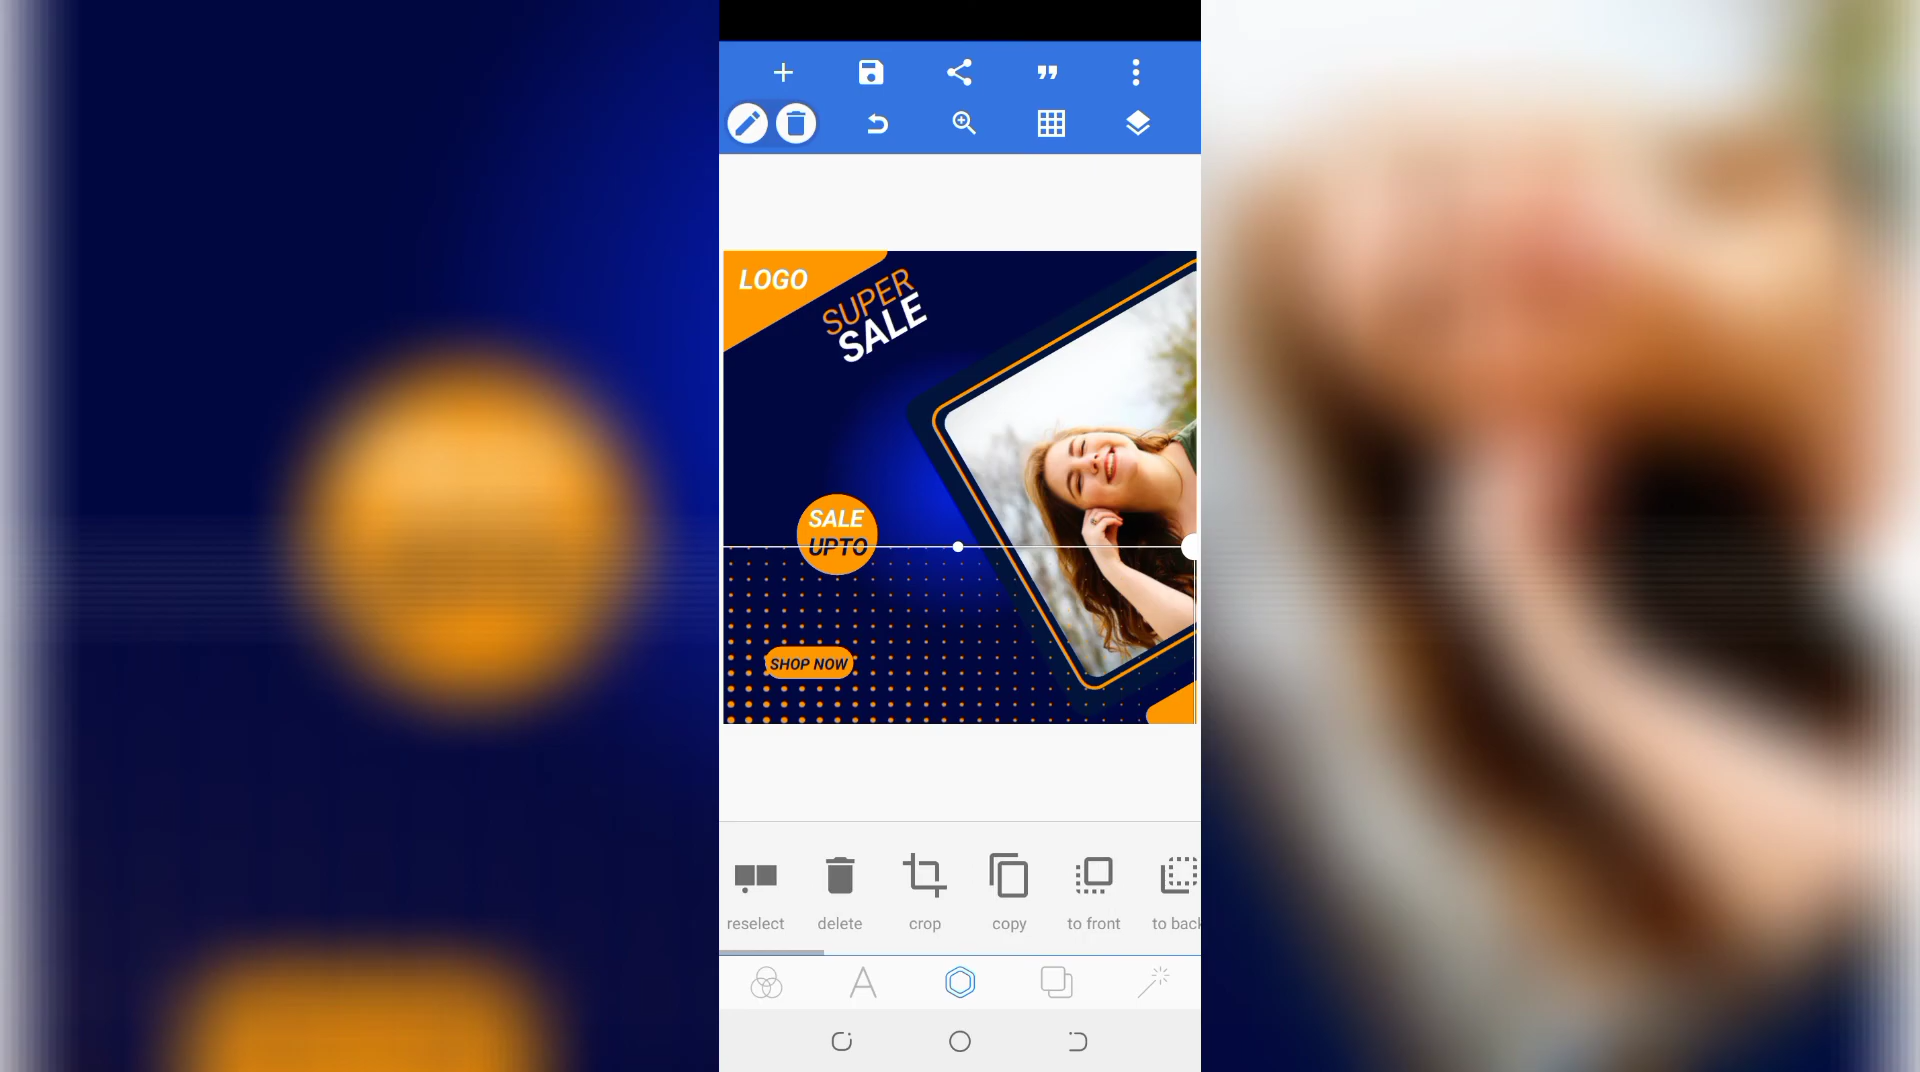 LOGO
SUPER
SALE
SALE
UPTO
SHOP NOW
reselect
delete
crop
copy
to front
to back